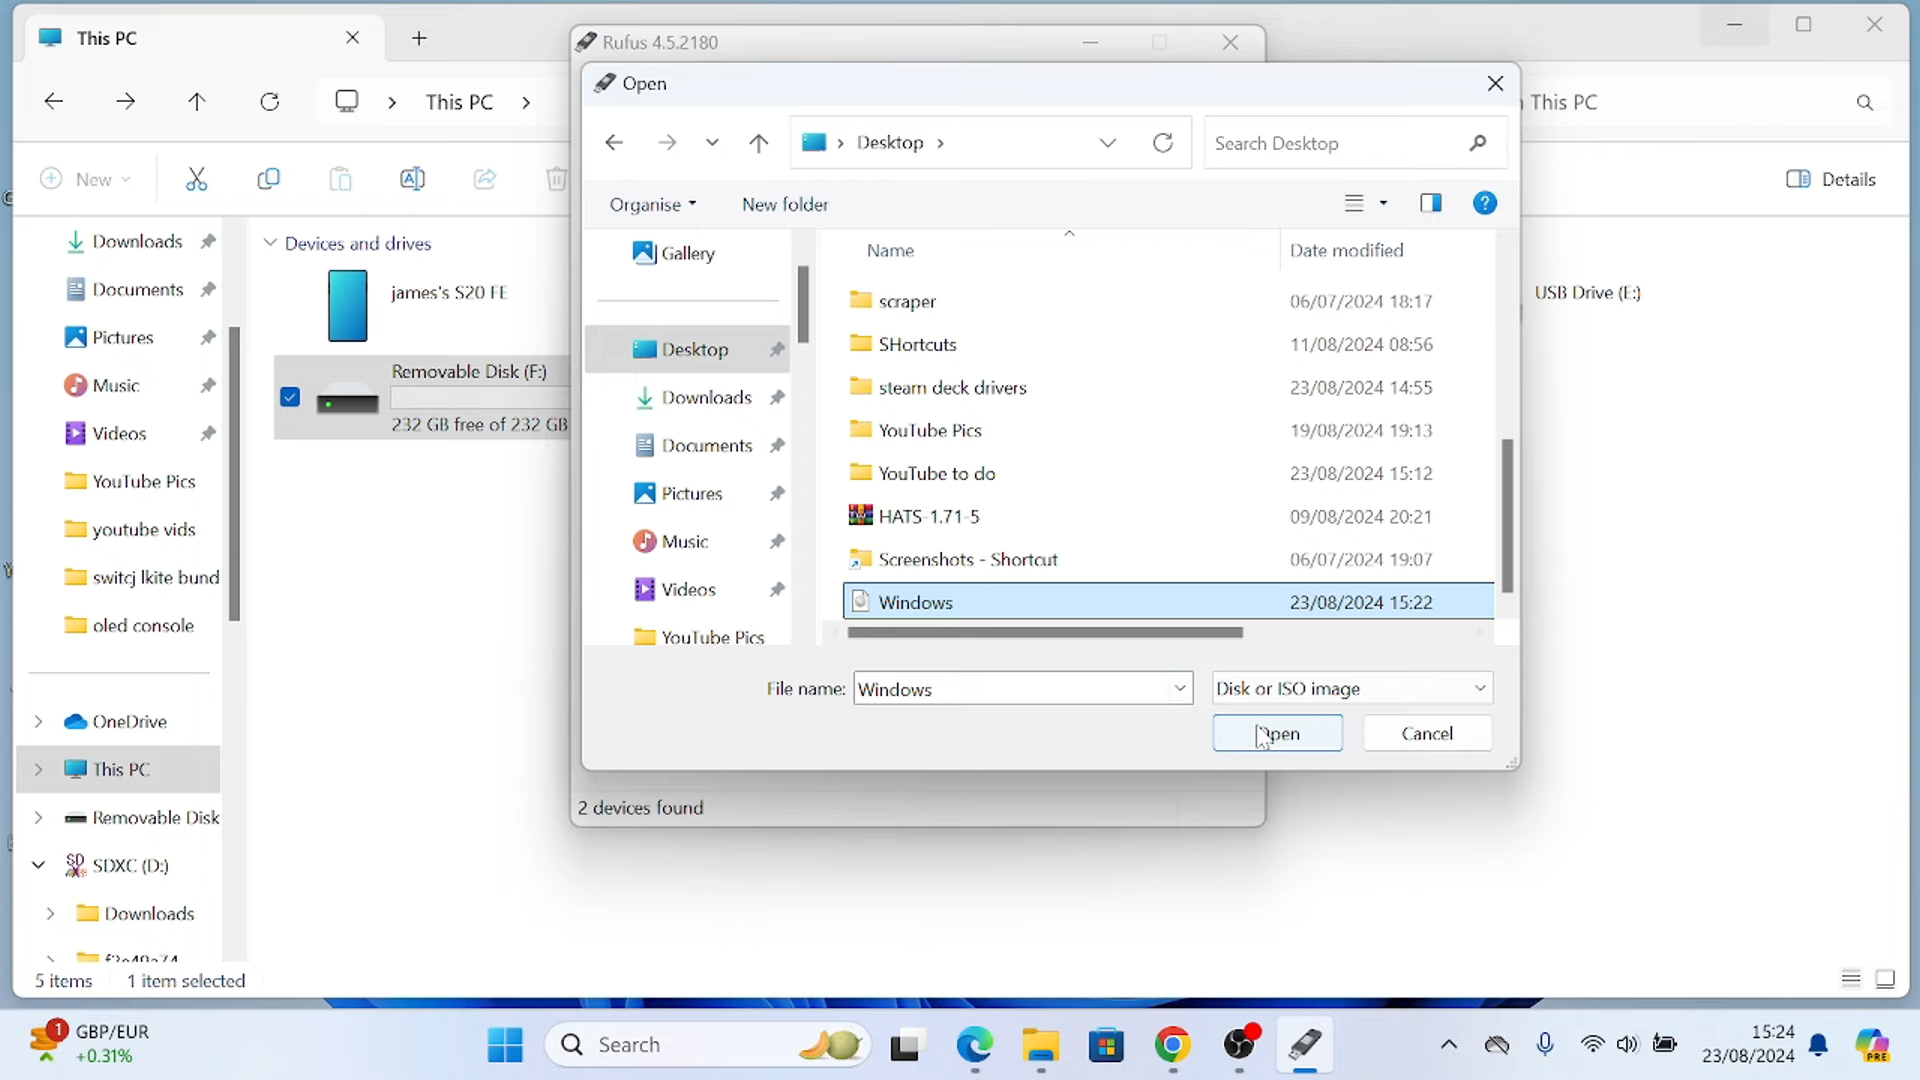 This PC
Rufus 4.5.2180
Open
This PC
Desktop
Search Desktop
This PC
New
Organise
New folder
Details
Downloads
Documents
Pictures
Music
Videos
YouTube Pics
youtube vids
switcj lkite bund
oled console
OneDrive
This PC
Removable Disk
SDXC (D:)
Downloads
Devices and drives
james's S20 FE
Removable Disk (F:)
232 GB free of 232 GB
USB Drive (E:)
Gallery
Desktop
Downloads
Documents
Pictures
Music
Videos
YouTube Pics
Name Date modified
scraper 06/07/2024 18:17
SHortcuts 11/08/2024 08:56
steam deck drivers 23/08/2024 14:55
YouTube Pics 19/08/2024 19:13
YouTube to do 23/08/2024 15:12
HATS-1.71-5 09/08/2024 20:21
Screenshots - Shortcut 06/07/2024 19:07
Windows 23/08/2024 15:22
File name: Windows Disk or ISO image
Open Cancel
2 devices found
5 items 1 item selected
1 GBP/EUR
+0.31%
Search
15:24
23/08/2024
PRE